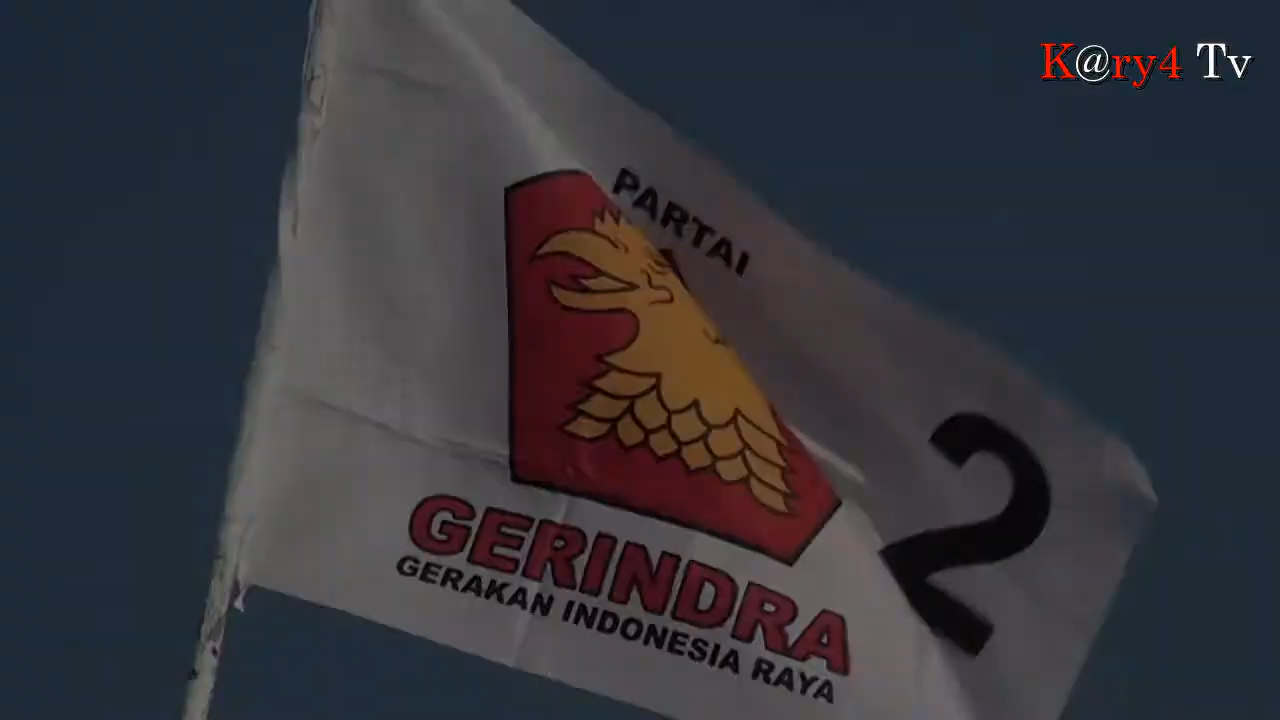 K@ry4 Tv
PARTAI
2
GERINDRA
GERAKAN INDONESIA RAYA